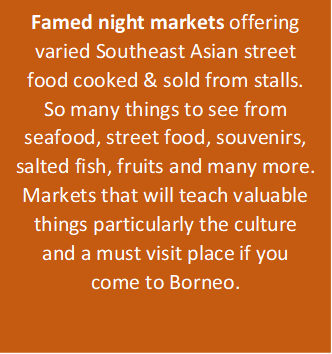 Famed night markets offering
varied Southeast Asian street
food cooked & sold from stalls.
So many things to see from
seafood, street food, souvenirs,
salted fish, fruits and many more.
Markets that will teach valuable
things particularly the culture
and a must visit place if you
come to Borneo.